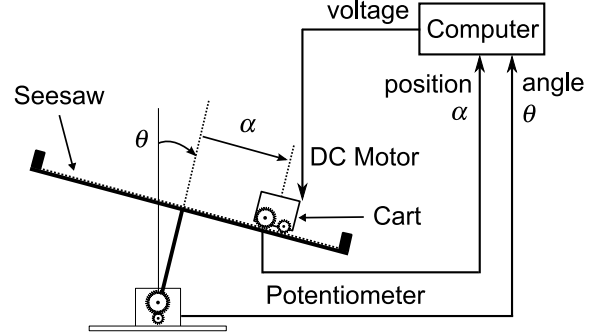 voltage
Computer
position
α
angle
θ
Seesaw
θ
α
DC Motor
Cart
Potentiometer